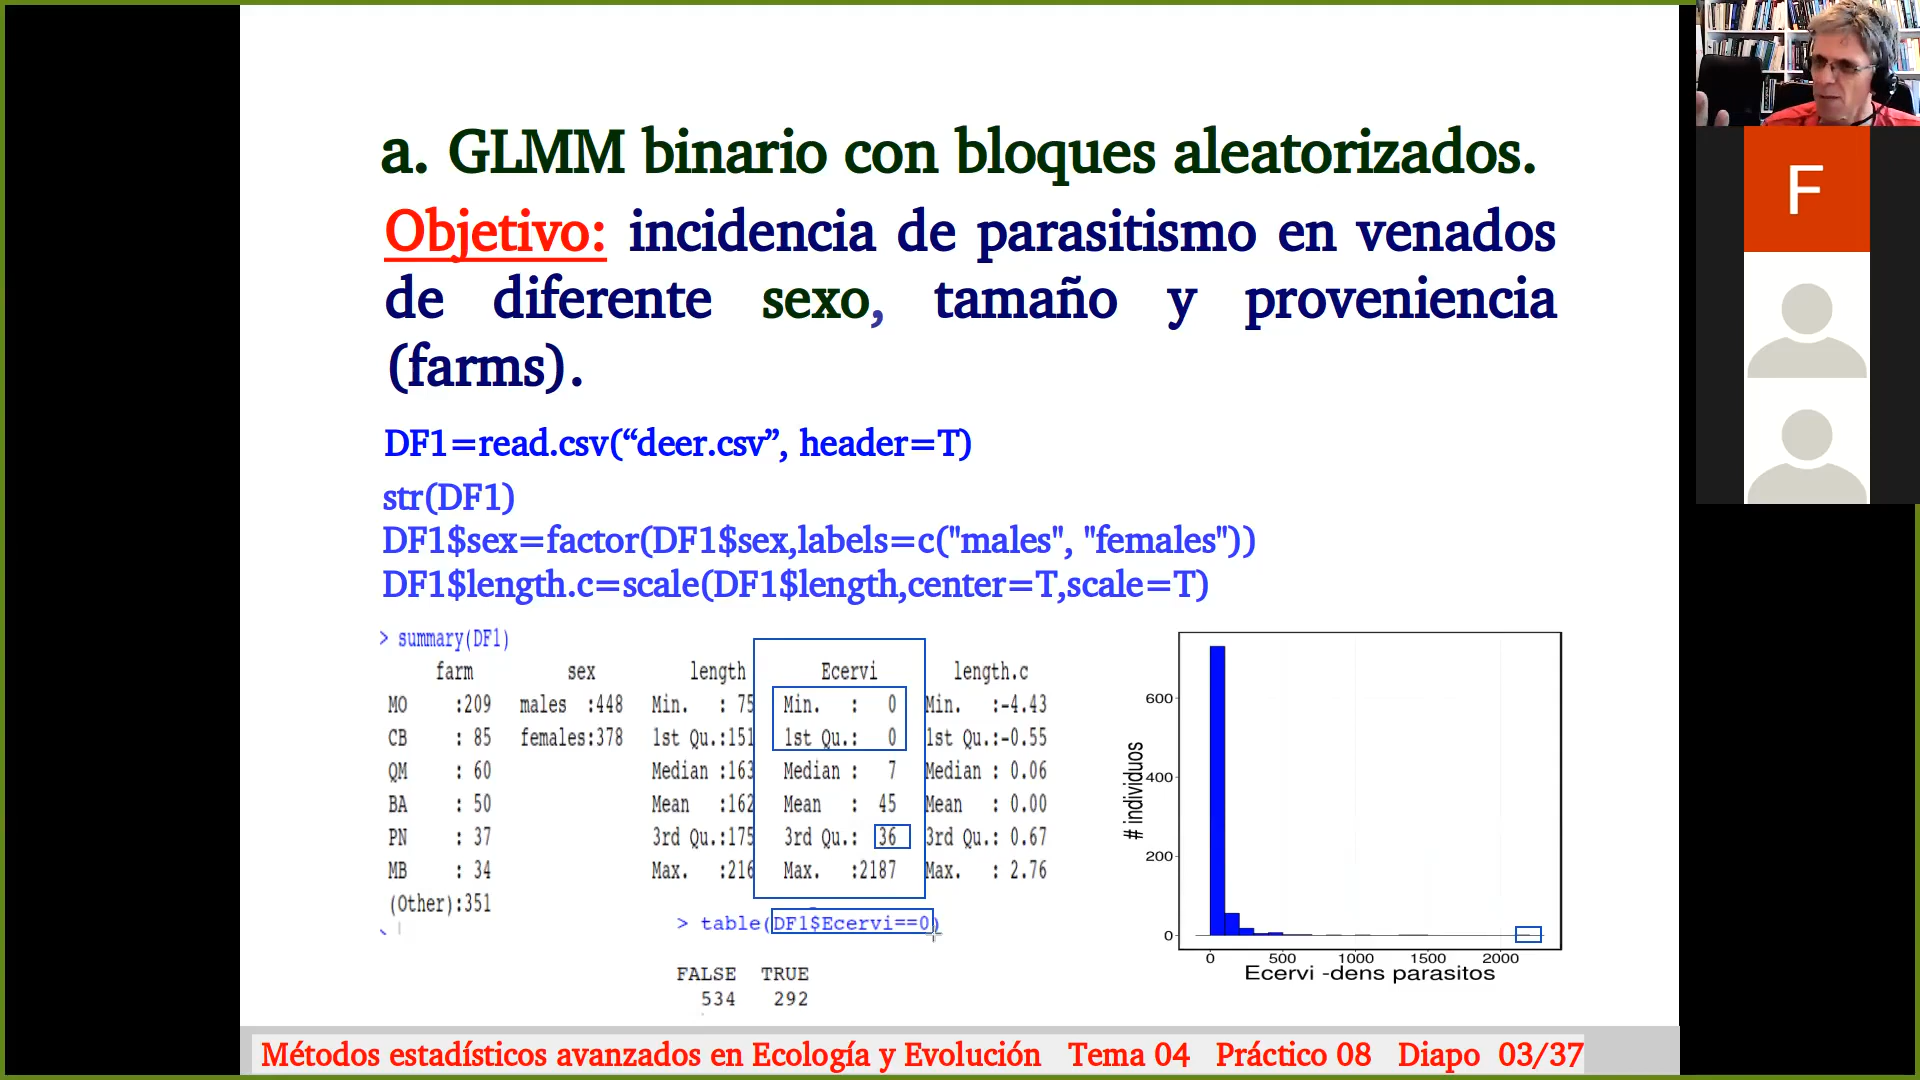 a. GLMM binario con bloques aleatorizados.
Objetivo: incidencia de parasitismo en venados
de diferente sexo, tamaño y proveniencia
(farms).
DF1=read.csv(“deer.csv”, header=T)
str(DF1)
DF1$sex=factor(DF1$sex,labels=c("males", "females"))
DF1$length.c=scale(DF1$length,center=T,scale=T)
> summary(DF1)
farm sex length Ecervi length.c
MO :209 males :448 Min. : 75 Min. : 0 Min. :-4.43
CB : 85 females:378 1st Qu.:151 1st Qu.: 0 1st Qu.:-0.55
QM : 60 Median :163 Median : 7 Median : 0.06
BA : 50 Mean :162 Mean : 45 Mean : 0.00
PN : 37 3rd Qu.:175 3rd Qu.: 36 3rd Qu.: 0.67
MB : 34 Max. :216 Max. :2187 Max. : 2.76
(Other):351
> table(DF1$Ecervi==0)
FALSE TRUE
534 292
# individuos
600
400
200
0
0 500 1000 1500 2000
Ecervi -dens parasitos
Métodos estadísticos avanzados en Ecología y Evolución Tema 04 Práctico 08 Diapo 03/37
F